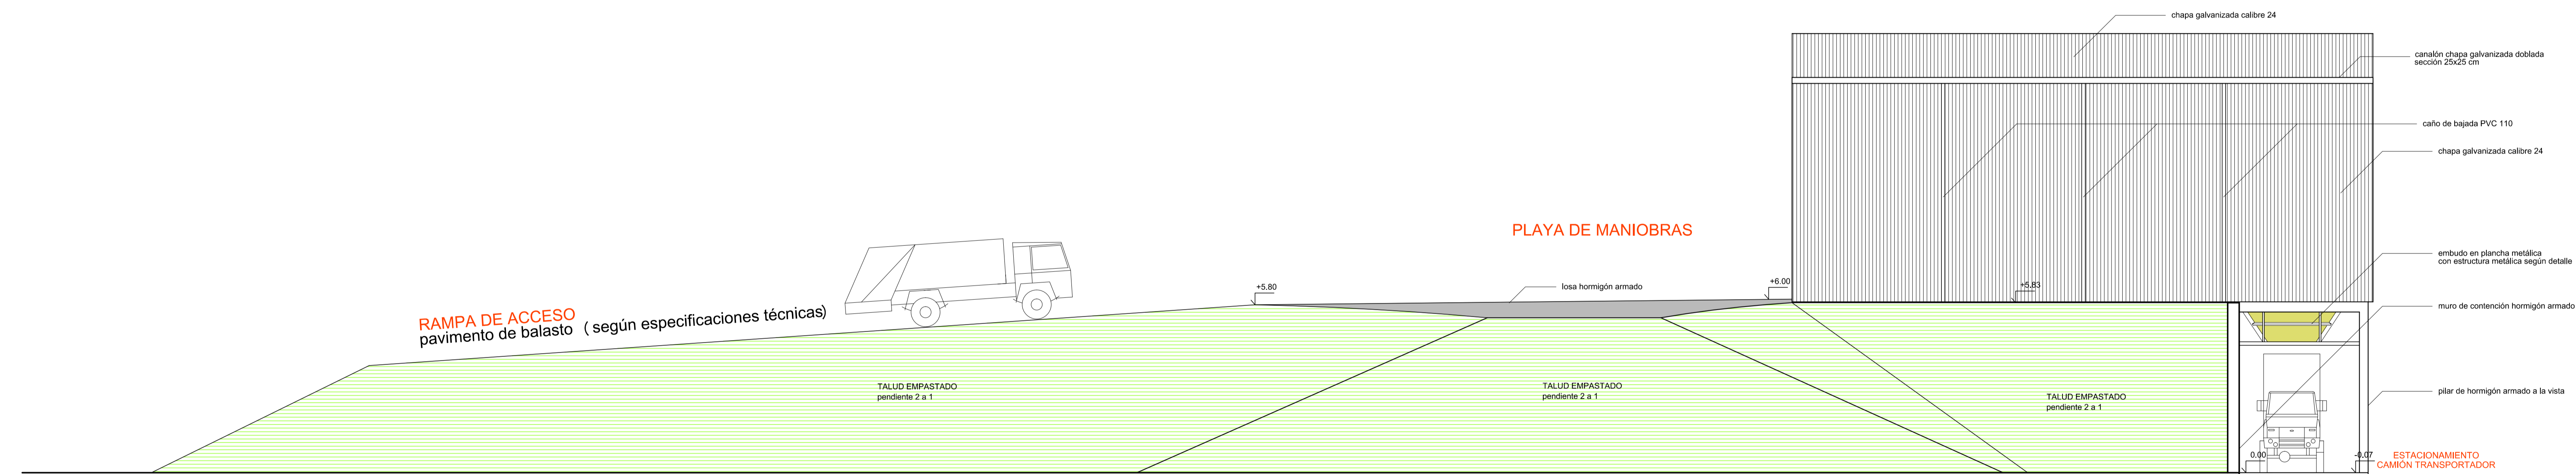 chapa galvanizada calibre 24
canalón chapa galvanizada doblada
sección 25x25 cm
caño de bajada PVC 110
chapa galvanizada calibre 24
PLAYA DE MANIOBRAS
embudo en plancha metálica
con estructura metálica según detalle
+5.80
losa hormigón armado
+6.00
+5,83
muro de contención hormigón armado
RAMPA DE ACCESO
pavimento de balasto ( según especificaciones técnicas)
TALUD EMPASTADO
pendiente 2 a 1
TALUD EMPASTADO
pendiente 2 a 1
TALUD EMPASTADO
pendiente 2 a 1
pilar de hormigón armado a la vista
0.00
-0.07
ESTACIONAMIENTO
CAMIÓN TRANSPORTADOR